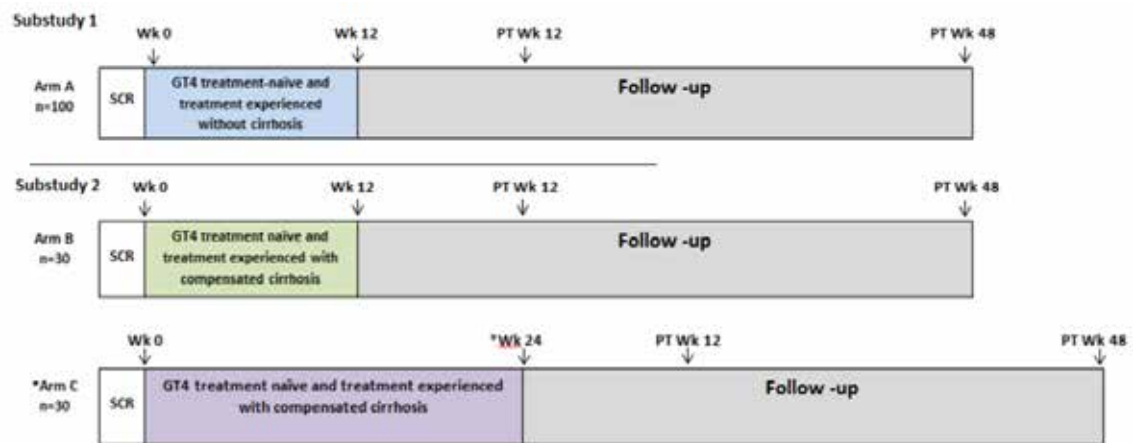 Substudy 1
Wk 0 Wk 12 PT Wk 12 PT Wk 48
Arm A
n=100
SCR
GT4 treatment-naïve and
treatment experienced
without cirrhosis
Follow -up
Substudy 2
Wk 0 Wk 12 PT Wk 12 PT Wk 48
Arm B
n=30
SCR
GT4 treatment naïve and
treatment experienced with
compensated cirrhosis
Follow -up
Wk 0 *Wk 24 PT Wk 12 PT Wk 48
*Arm C
n=30
SCR
GT4 treatment naïve and treatment experienced
with compensated cirrhosis
Follow -up